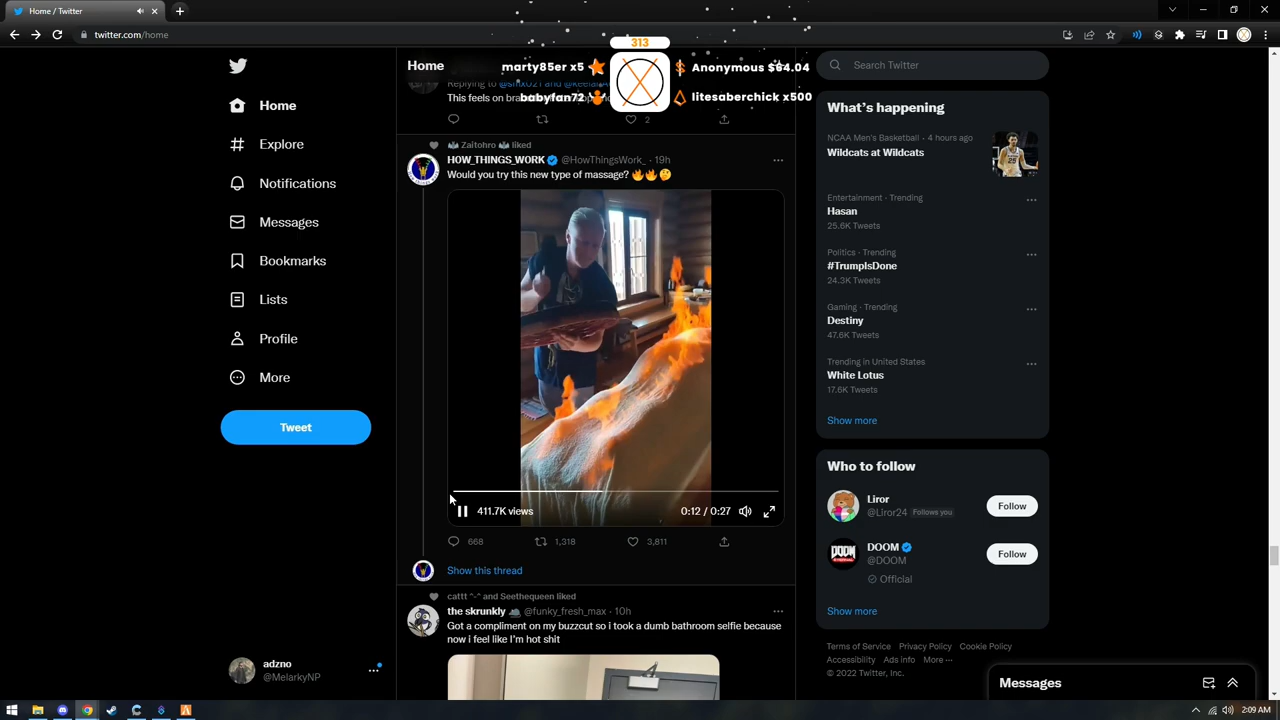 Home / Twitter
twitter.com/home
313
marty85er x5
Anonymous $64.04
babyfan72
litesaberchick x500
Home
Explore
Notifications
Messages
Bookmarks
Lists
Profile
More
Tweet
adzno
@MelarkyNP
Home
Replying to
This feels on
2
Zaitohro liked
HOW_THINGS_WORK @HowThingsWork_ · 19h
Would you try this new type of massage? 🔥🔥🤔
411.7K views
0:12 / 0:27
668 1,318 3,811
Show this thread
cattt ^-^ and Seethequeen liked
the skrunkly @funky_fresh_max · 10h
Got a compliment on my buzzcut so i took a dumb bathroom selfie because
now i feel like I'm hot shit
Search Twitter
What's happening
NCAA Men's Basketball · 4 hours ago
Wildcats at Wildcats
Entertainment · Trending
Hasan
25.6K Tweets
Politics · Trending
#TrumpIsDone
24.3K Tweets
Gaming · Trending
Destiny
47.6K Tweets
Trending in United States
White Lotus
17.6K Tweets
Show more
Who to follow
Liror
@L1ror24 Follows you
Follow
DOOM
@DOOM
Official
Follow
Show more
Terms of Service Privacy Policy Cookie Policy
Accessibility Ads info More ···
© 2022 Twitter, Inc.
Messages
2:09 AM